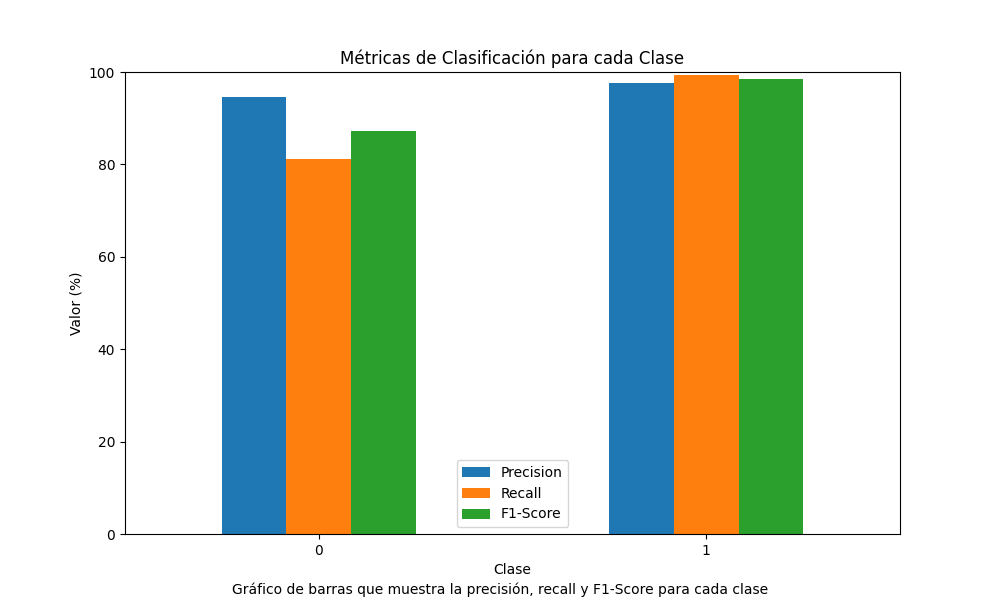 Métricas de Clasificación para cada Clase
Valor (%)
100
80
60
40
20
0
Precision
Recall
F1-Score
0
1
Clase
Gráfico de barras que muestra la precisión, recall y F1-Score para cada clase